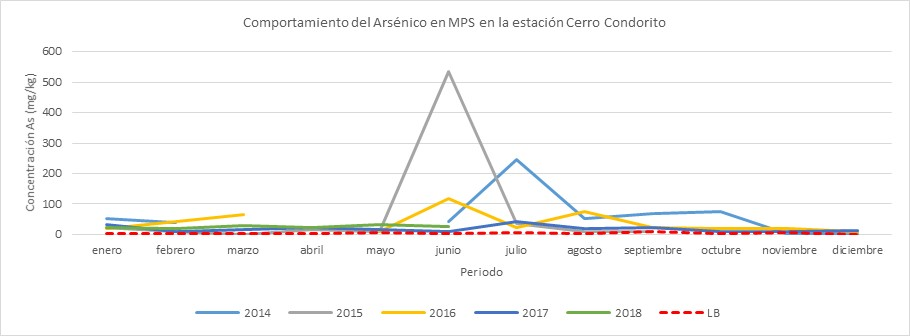 Comportamiento del Arsénico en MPS en la estación Cerro Condorito
600
500
400
300
200
100
0
Concentración As (mg/kg)
enero febrero marzo abril mayo junio julio agosto septiembre octubre noviembre diciembre
Periodo
2014 2015 2016 2017 2018 LB